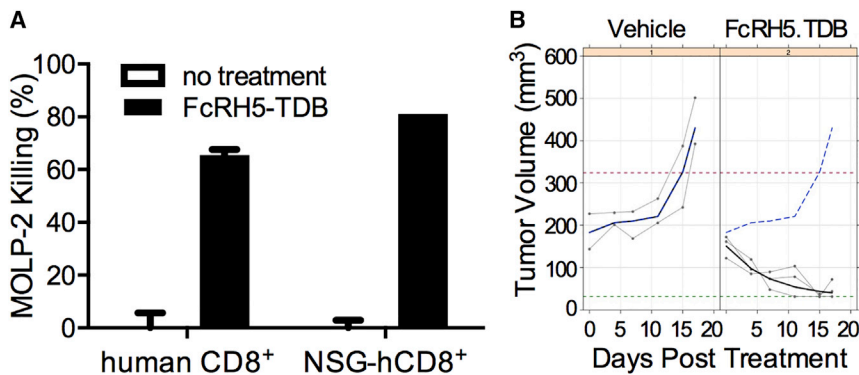 A
MOLP-2 Killing (%)
100
80
60
40
20
0
no treatment
FcRH5-TDB
human CD8⁺
NSG-hCD8⁺
B
Vehicle
FcRH5.TDB
1
2
Tumor Volume (mm³)
600
500
400
300
200
100
0
0 5 10 15 20 0 5 10 15 20
Days Post Treatment